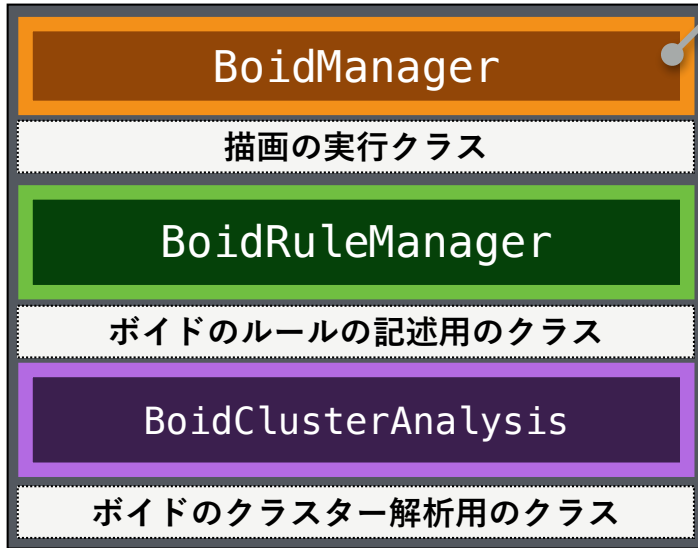 BoidManager
描画の実行クラス
BoidRuleManager
ボイドのルールの記述用のクラス
BoidClusterAnalysis
ボイドのクラスター解析用のクラス